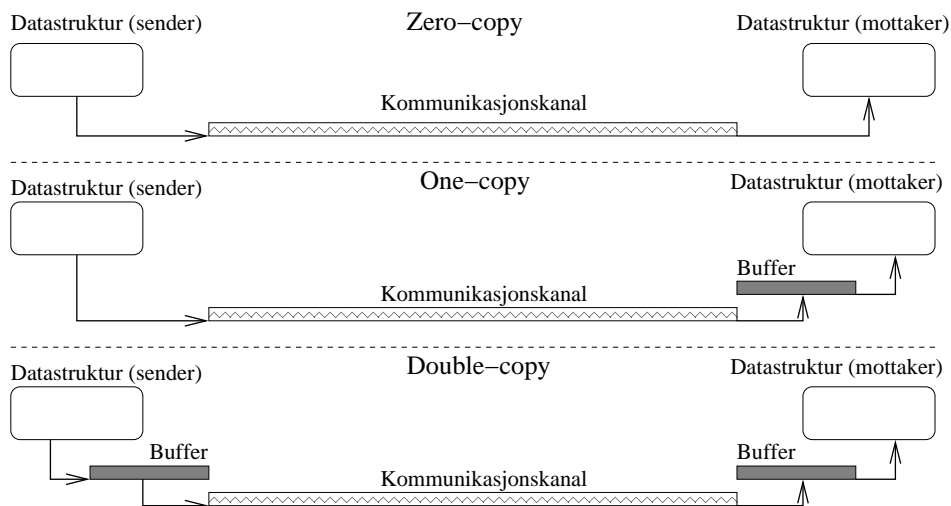 Datastruktur (sender)
Zero−copy
Datastruktur (mottaker)
Kommunikasjonskanal
Datastruktur (sender)
One−copy
Datastruktur (mottaker)
Buffer
Kommunikasjonskanal
Datastruktur (sender)
Double−copy
Datastruktur (mottaker)
Buffer
Buffer
Kommunikasjonskanal